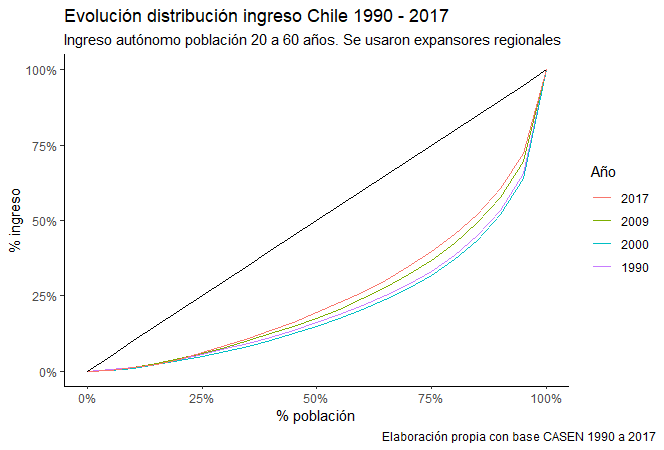 Evolución distribución ingreso Chile 1990 - 2017
Ingreso autónomo población 20 a 60 años. Se usaron expansores regionales
100%
75%
50%
25%
0%
% ingreso
0%
25%
50%
75%
100%
% población
Año
2017
2009
2000
1990
Elaboración propia con base CASEN 1990 a 2017